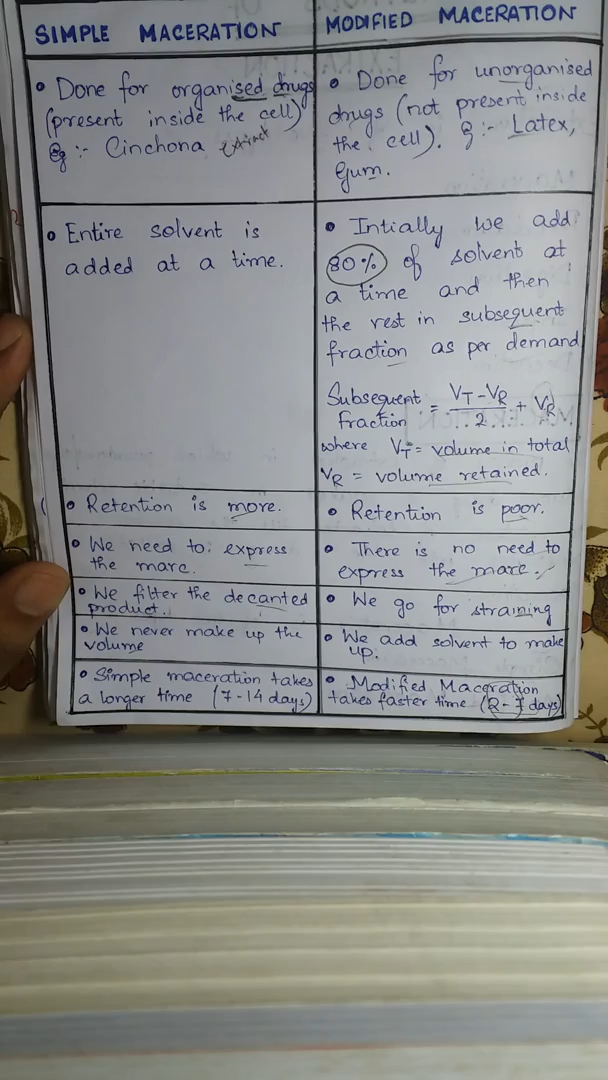 SIMPLE MACERATION
• Done for organised drugs
(present inside the cell)
Eg :- Cinchona extract
• Entire solvent is
added at a time.
• Retention is more.
• We need to express
the marc.
• We filter the decanted
product.
• We never make up the
volume
• Simple maceration takes
a longer time (7-14 days)
MODIFIED MACERATION
• Done for unorganised
drugs (not present inside
the cell). Eg :- Latex,
Gum.
• Intially we add
80% of solvent at
a time and then
the rest in subsequent
fraction as per demand
Subsequent fraction = VT - VR / 2 + VR
where VT = volume in total
VR = volume retained.
• Retention is poor.
• There is no need to
express the marc.
• We go for straining
• We add solvent to make
up.
• Modified Maceration
takes faster time (2-7 days)